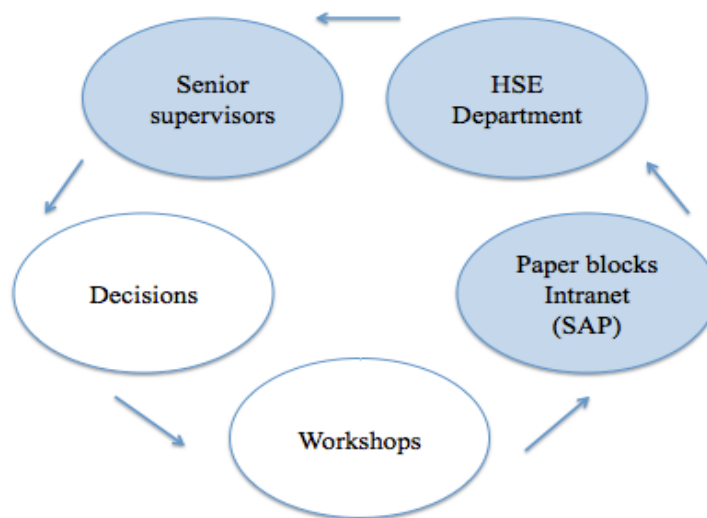 Senior
supervisors
HSE
Department
Decisions
Paper blocks
Intranet
(SAP)
Workshops